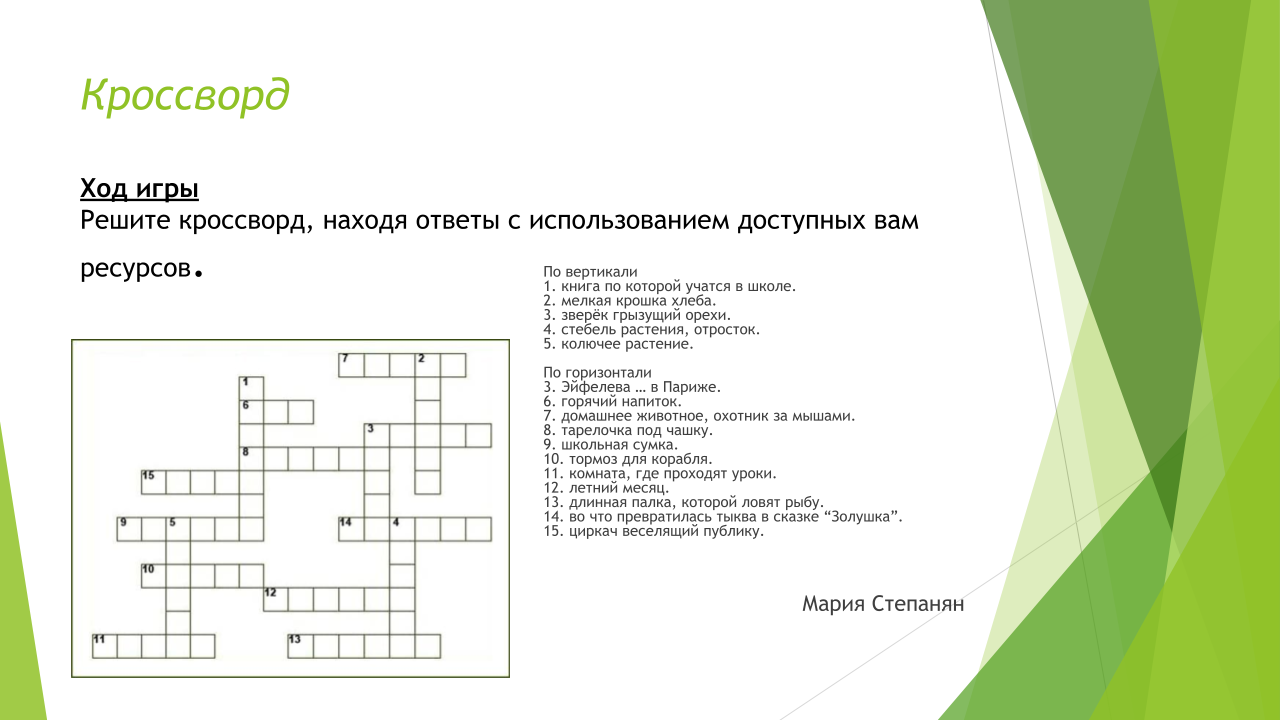 Кроссворд
Ход игры
Решите кроссворд, находя ответы с использованием доступных вам
ресурсов.
По вертикали
1. книга по которой учатся в школе.
2. мелкая крошка хлеба.
3. зверёк грызущий орехи.
4. стебель растения, отросток.
5. колючее растение.
По горизонтали
3. Эйфелева … в Париже.
6. горячий напиток.
7. домашнее животное, охотник за мышами.
8. тарелочка под чашку.
9. школьная сумка.
10. тормоз для корабля.
11. комната, где проходят уроки.
12. летний месяц.
13. длинная палка, которой ловят рыбу.
14. во что превратилась тыква в сказке “Золушка”.
15. циркач веселящий публику.
7 2
1
6
3
8
15
9 5 14 4
10
12
11 13
Мария Степанян